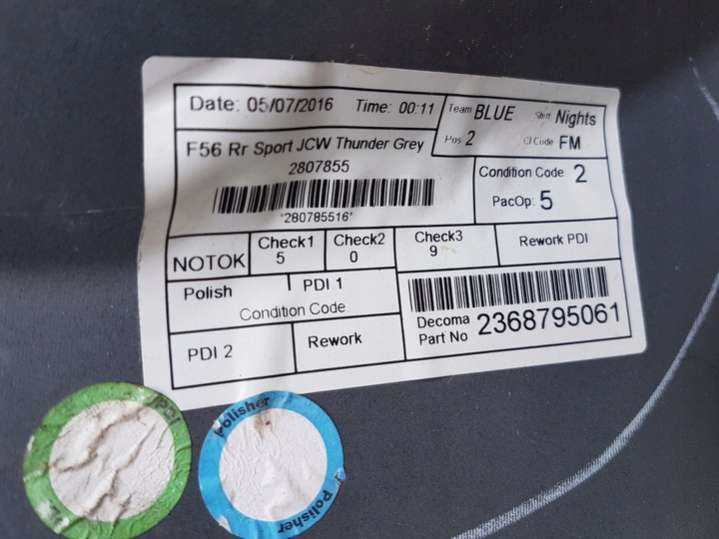 Date: 05/07/2016 Time: 00:11
Team BLUE Shift Nights
Pos 2 Cl Code FM
F56 Rr Sport JCW Thunder Grey
2807855
*280785516*
Condition Code 2
PacOp: 5
NOTOK
Check1
5
Check2
0
Check3
9
Rework PDI
Polish
PDI 1
Condition Code
PDI 2
Rework
Decoma
Part No 2368795061
PDI
Polisher
Polisher